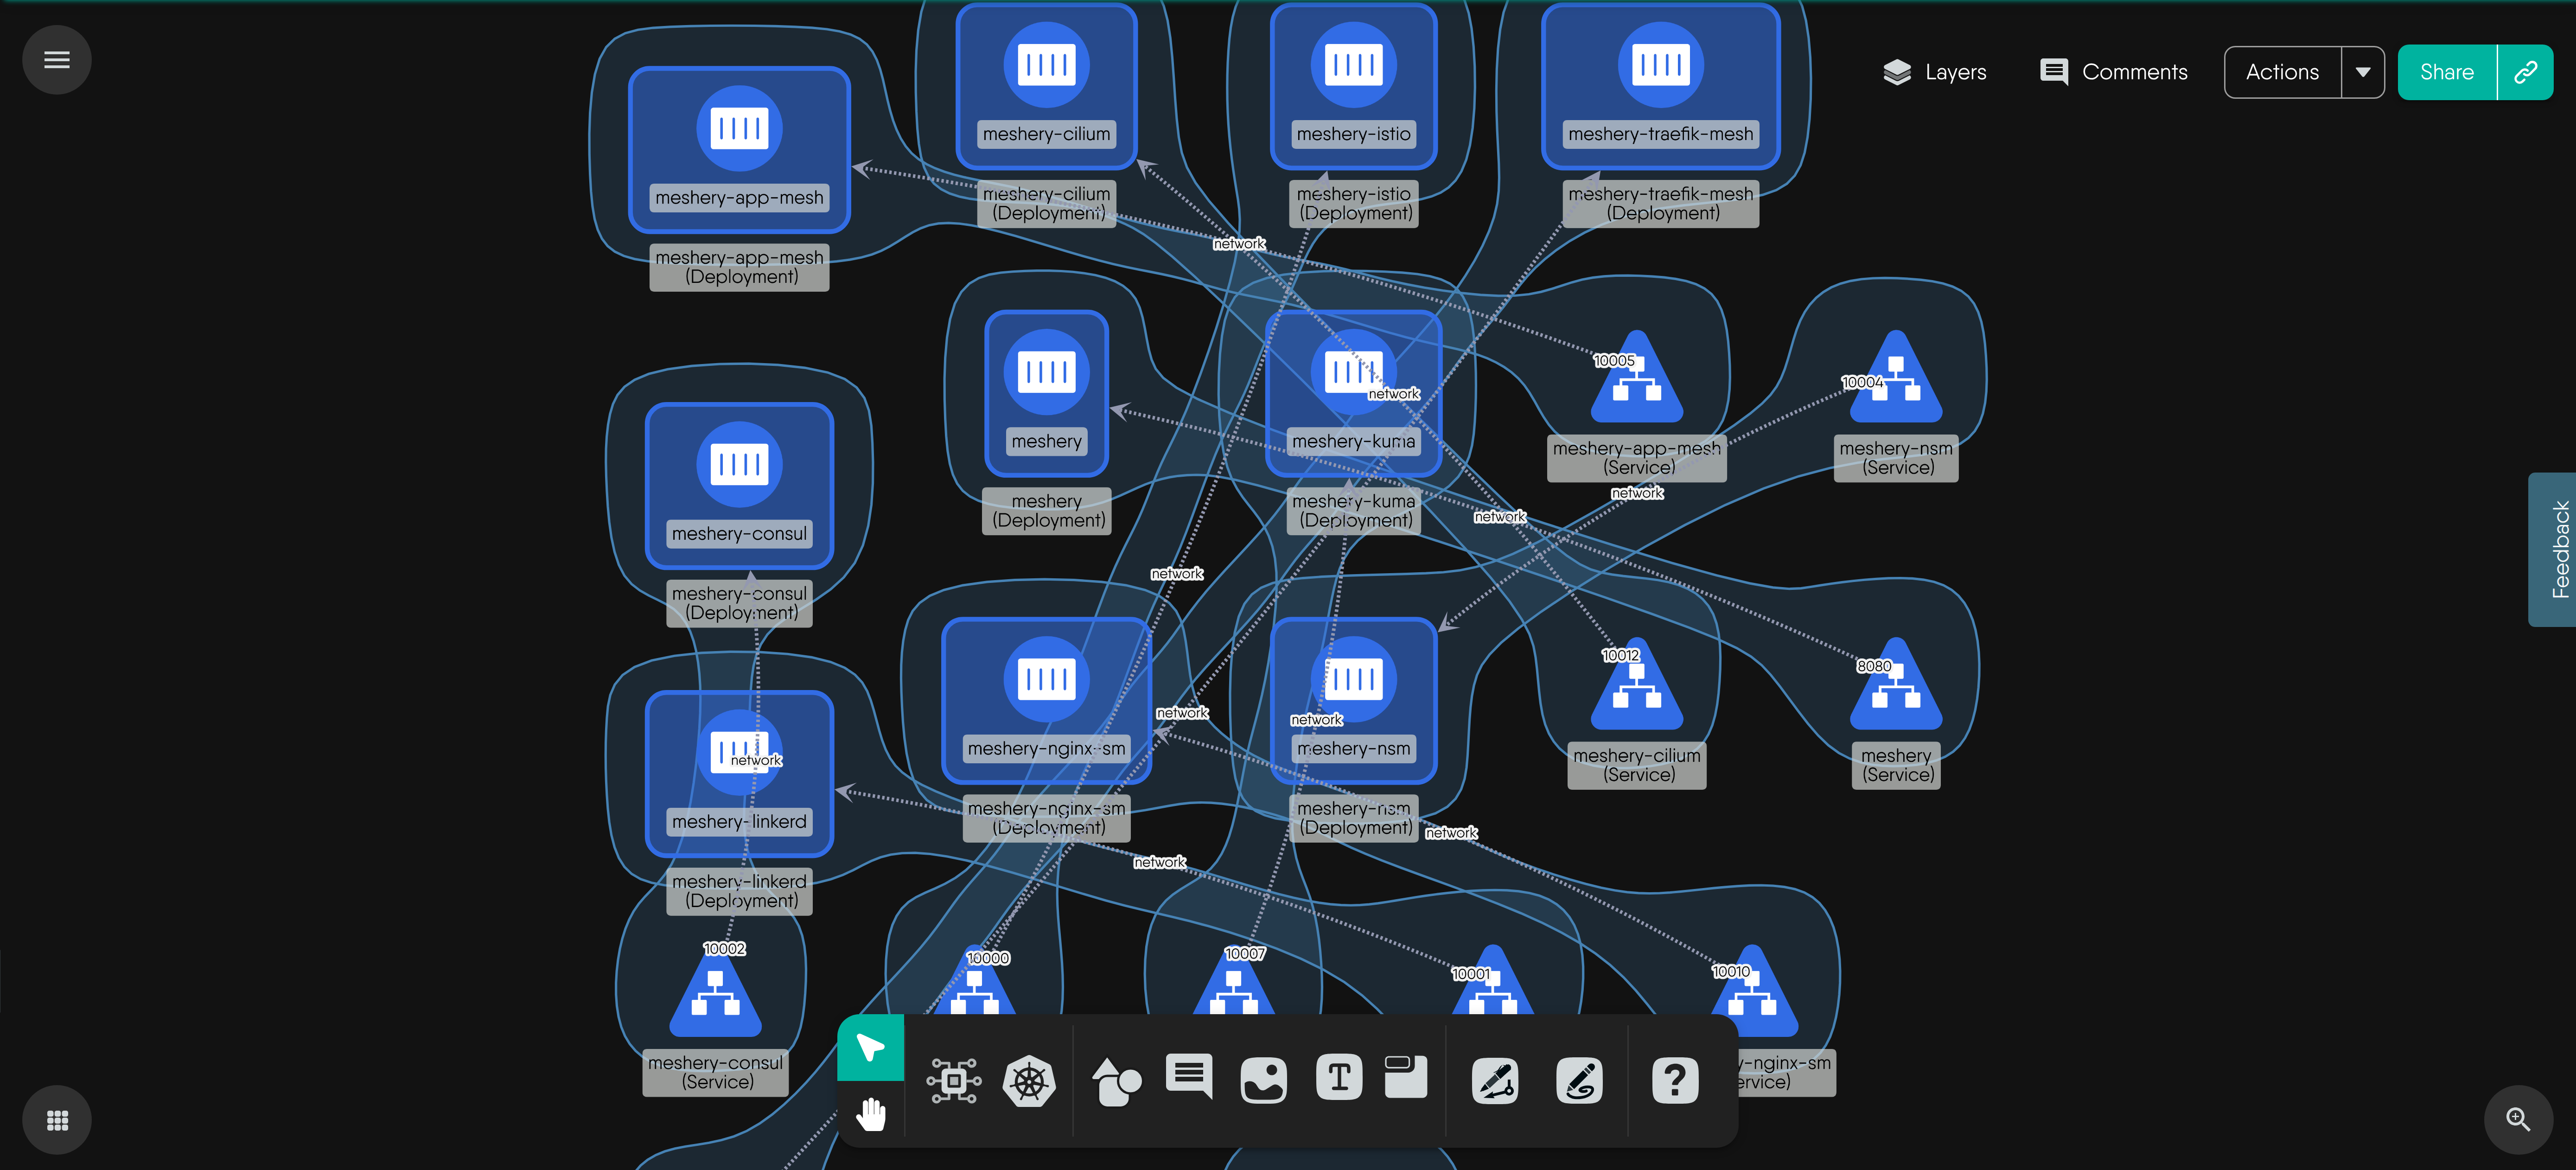 meshery-cilium
meshery-istio
meshery-traefik-mesh
Layers
Comments
Actions
Share
meshery-app-mesh
meshery-cilium
(Deployment)
meshery-istio
(Deployment)
meshery-traefik-mesh
(Deployment)
meshery-app-mesh
(Deployment)
network
10005
10004
network
meshery
meshery-kuma
meshery-app-mesh
(Service)
meshery-nsm
(Service)
meshery
(Deployment)
meshery-kuma
(Deployment)
network
network
meshery-consul
Feedback
meshery-consul
(Deployment)
network
10012
8080
network
network
meshery-nginx-sm
meshery-nsm
meshery-cilium
(Service)
meshery
(Service)
network
meshery-linkerd
meshery-nginx-sm
(Deployment)
meshery-nsm
(Deployment)
network
network
meshery-linkerd
(Deployment)
10002
10000
10007
10001
10010
meshery-consul
(Service)
y-nginx-sm
ervice)